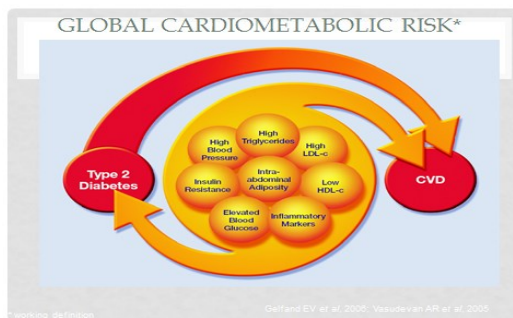 GLOBAL CARDIOMETABOLIC RISK*
High
Triglycerides
High
Blood
Pressure
High
LDL-c
Type 2
Diabetes
Insulin
Resistance
Intra-
abdominal
Adiposity
Low
HDL-c
CVD
Elevated
Blood
Glucose
Inflammatory
Markers
Gelfand EV et al, 2006; Vasudevan AR et al, 2005
* working definition